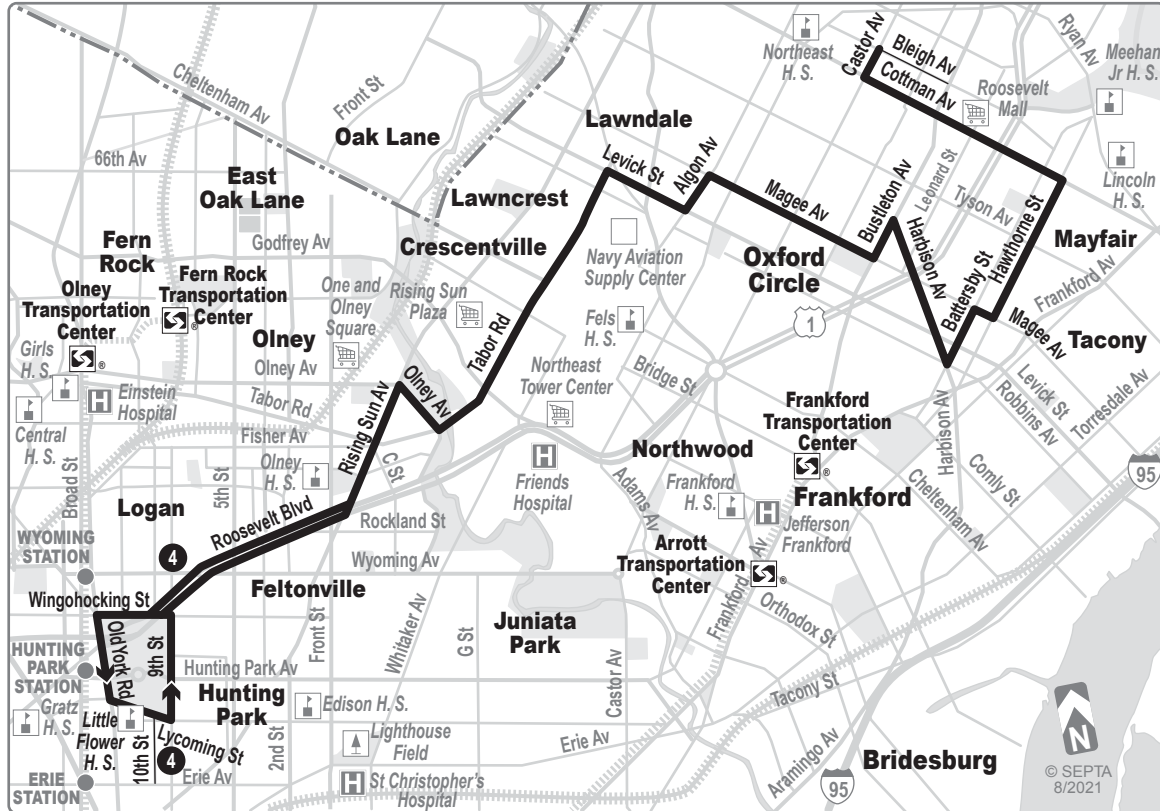 Castor Av
Bleigh Av
Cottman Av
Northeast
H. S.
Ryan Av
Meehan
Jr H. S.
Roosevelt
Mall
Lincoln
H. S.
Cheltenham Av
Front St
Oak Lane
Lawndale
Levick St
Algon Av
Magee Av
Bustleton Av
Leonard St
Tyson Av
66th Av
East
Oak Lane
Lawncrest
Crescentville
Godfrey Av
Fern
Rock
Fern Rock
Transportation
Center
®
Olney
Transportation
Center
®
One and
Olney
Square
Rising Sun
Plaza
Navy Aviation
Supply Center
Oxford
Circle
Harbison Av
Battersby St
Hawthorne St
Mayfair
Frankford Av
Magee Av
Tacony
1
Girls
H. S.
Olney
Olney Av
Tabor Rd
Fels
H. S.
Bridge St
Northeast
Tower Center
H
Einstein
Hospital
Central
H. S.
Tabor Rd
Fisher Av
Rising Sun Av
Olney Av
Levick St
Robbins Av
Torresdale Av
Frankford
Transportation
Center
®
Harbison Av
Comly St
Cheltenham Av
95
Broad St
5th St
Olney
H. S.
C St
H
Friends
Hospital
Northwood
Adams Av
Frankford
H. S.
H
Jefferson
Frankford
Frankford
Logan
WYOMING
STATION
4
Roosevelt Blvd
Rockland St
Wyoming Av
Arrott
Transportation
Center
®
Frankford Av
Orthodox St
Wingohocking St
Feltonville
Front St
Whitaker Av
G St
Juniata
Park
Castor Av
HUNTING
PARK
STATION
Old York Rd
9th St
Hunting Park Av
Hunting
Park
Tacony St
Gratz
H. S.
Little
Flower
H. S.
10th St
Lycoming St
4
Erie Av
2nd St
Edison H. S.
Lighthouse
Field
H
St Christopher's
Hospital
Erie Av
Aramingo Av
95
Bridesburg
ERIE
STATION
N
© SEPTA
8/2021